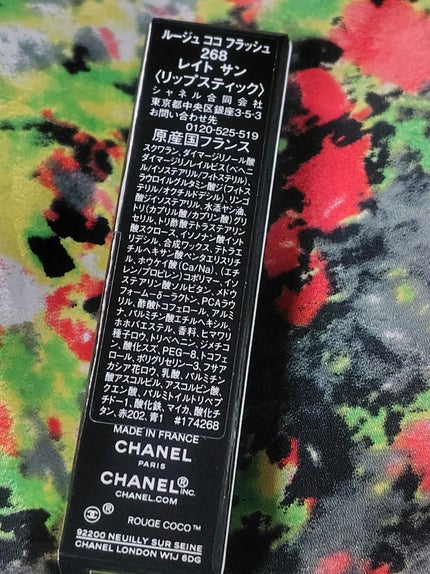 ルージュ ココ フラッシュ
268
レイト サン
〈リップスティック〉
シャネル合同会社
東京都中央区銀座3-5-3
お問い合わせ先
0120-525-519
原産国フランス
スクワラン、ダイマージリノール酸
ダイマージリノレイルビス(ベヘニ
ル/イソステアリル/フィトステリル)、
ラウロイルグルタミン酸ジ(フィトス
テリル/オクチルドデシル)、リンゴ
酸ジイソステアリル、水添ヤシ油、
トリ(カプリル酸/カプリン酸)グリ
セリル、トリ酢酸テトラステアリン
酸スクロース、イソノナン酸イソト
リデシル、合成ワックス、テトラエ
チルヘキサン酸ペンタエリスリチ
ル、ホウケイ酸(Ca/Na)、(エチ
レン/プロピレン)コポリマー、イソ
ステアリン酸ソルビタン、メドウ
フォーム-δ-ラクトン、PCAラウ
リル、酢酸トコフェロール、アルミ
ナ、パルミチン酸エチルヘキシル、
ホホバエステル、香料、ヒマワリ
種子ロウ、トリベヘニン、ジメチコ
ン、酸化スズ、PEG-8、トコフェ
ロール、ポリグリセリン-3、フサア
カシア花ロウ、乳酸、パルミチン
酸アスコルビル、アスコルビン酸、
クエン酸、パルミトイルトリペプ
チド-1、酸化鉄、マイカ、酸化チ
タン、赤202、青1 #174268
MADE IN FRANCE
CHANEL
PARIS
CHANEL® INC.
CHANEL.COM
ROUGE COCO™
92200 NEUILLY SUR SEINE
CHANEL LONDON W1J 6DG